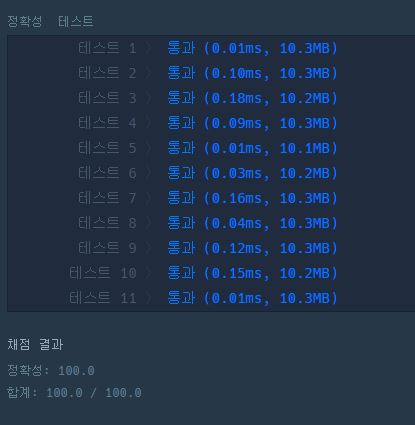 정확성 테스트
테스트 1 〉 통과 (0.01ms, 10.3MB)
테스트 2 〉 통과 (0.10ms, 10.3MB)
테스트 3 〉 통과 (0.18ms, 10.2MB)
테스트 4 〉 통과 (0.09ms, 10.3MB)
테스트 5 〉 통과 (0.01ms, 10.1MB)
테스트 6 〉 통과 (0.03ms, 10.2MB)
테스트 7 〉 통과 (0.16ms, 10.3MB)
테스트 8 〉 통과 (0.04ms, 10.3MB)
테스트 9 〉 통과 (0.12ms, 10.3MB)
테스트 10 〉 통과 (0.15ms, 10.2MB)
테스트 11 〉 통과 (0.01ms, 10.3MB)
채점 결과
정확성: 100.0
합계: 100.0 / 100.0